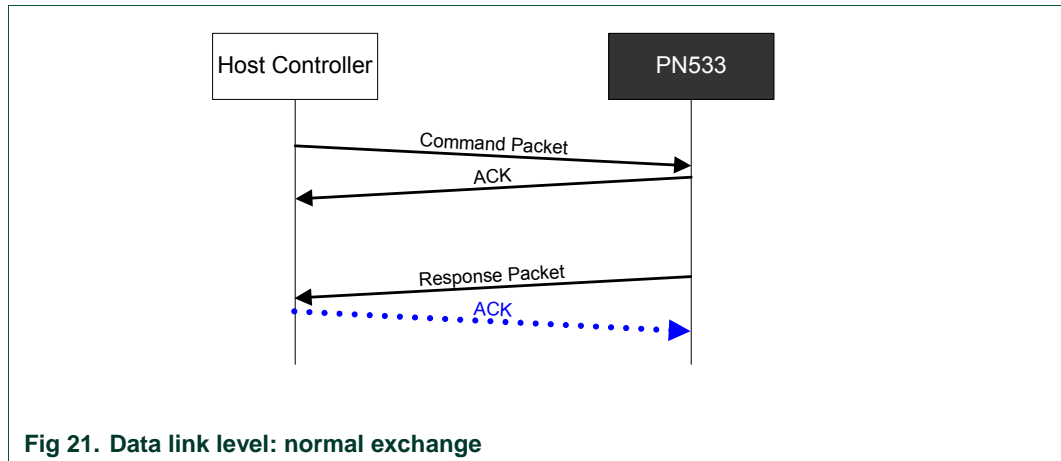 Host Controller
PN533
Command Packet
ACK
Response Packet
ACK
Fig 21. Data link level: normal exchange